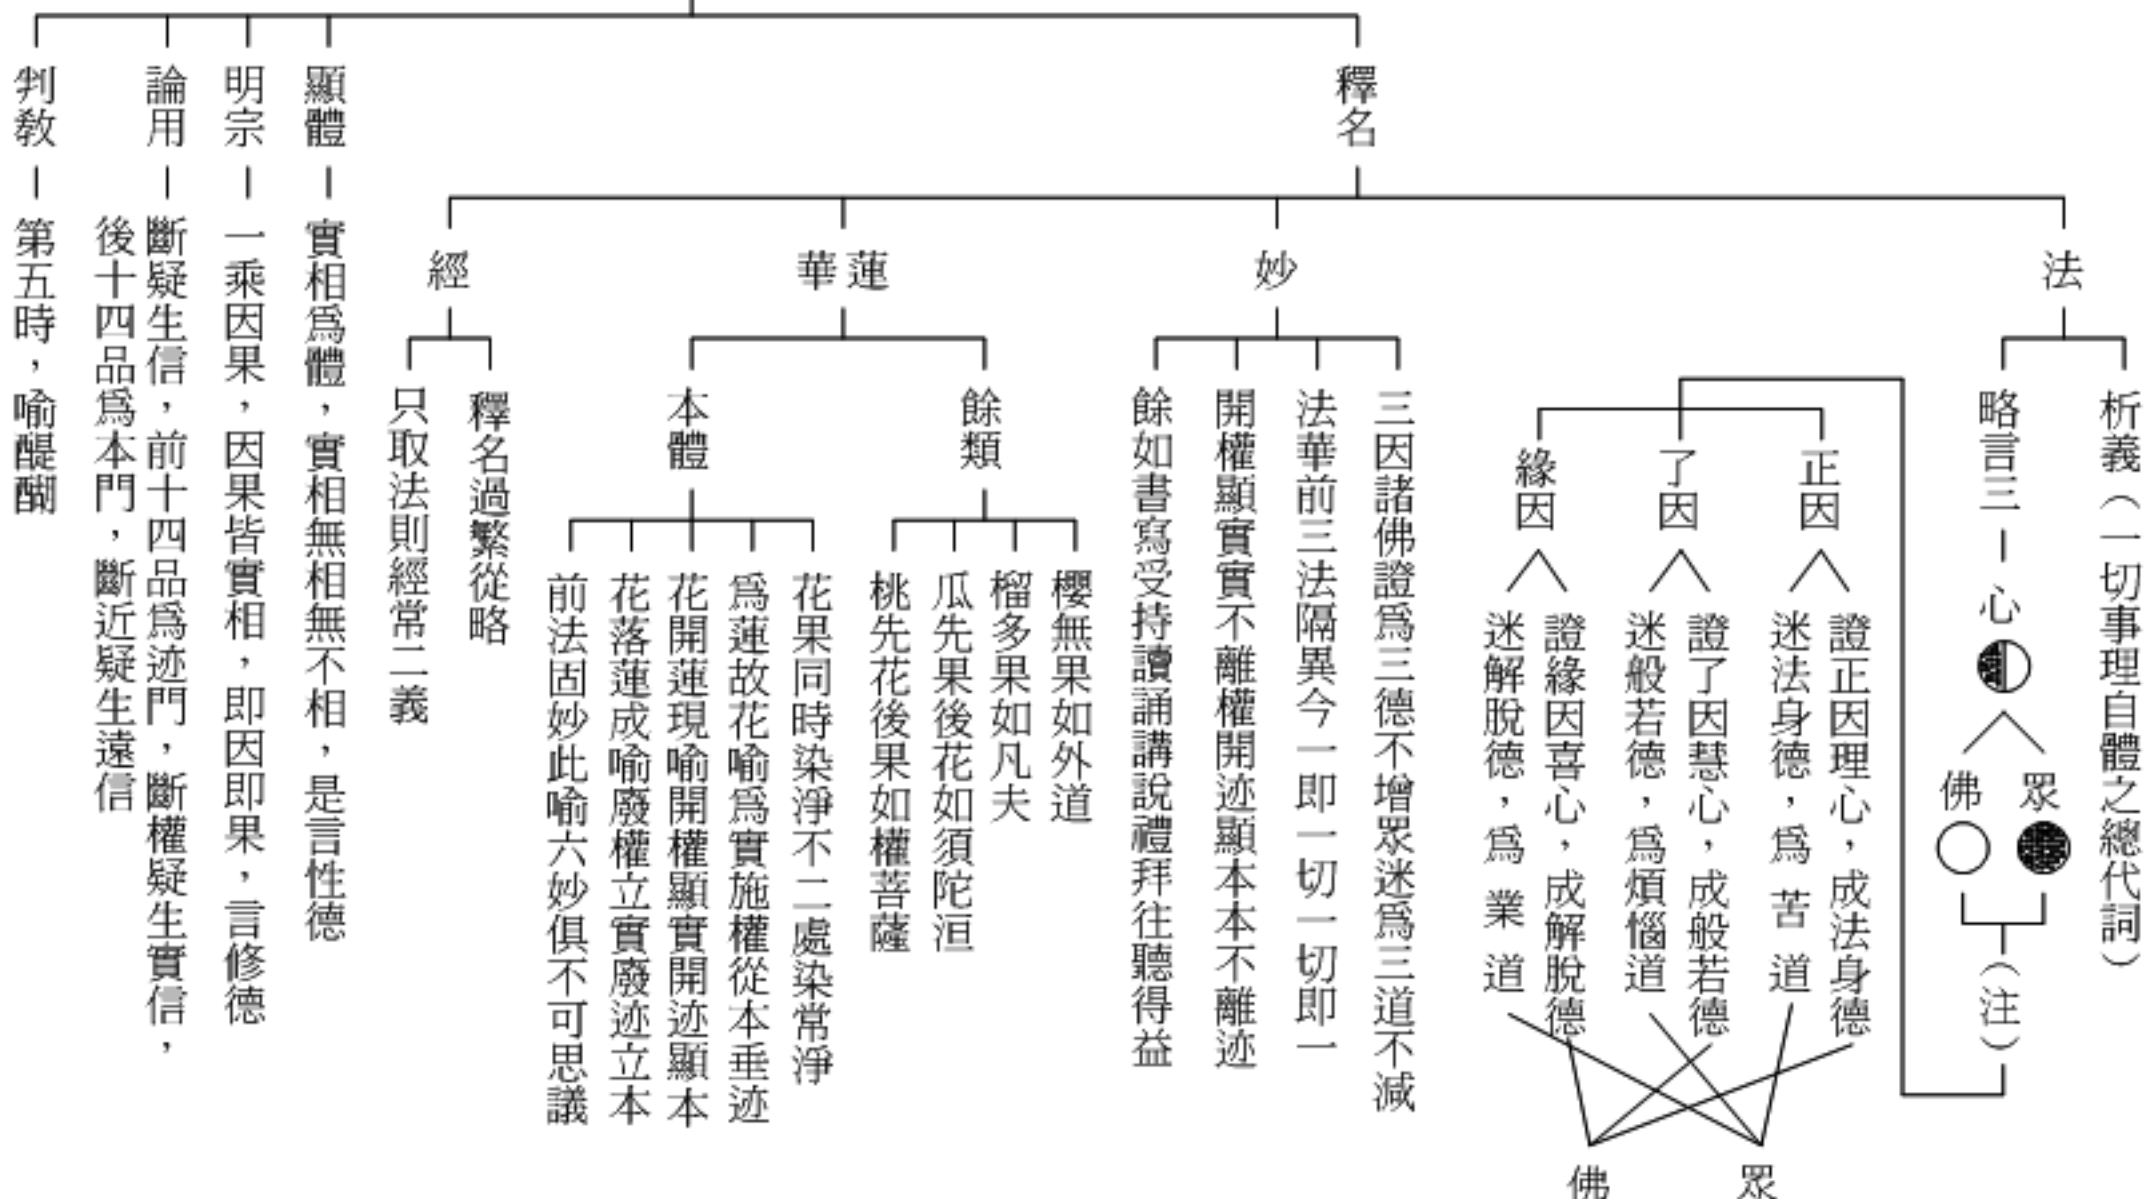 釋名
顯體
明宗
論用
判教
法
妙
蓮華
經
析義（一切事理自體之總代詞）
略言三
心
眾
佛
（注）
正因
證正因理心，成法身德
迷法身德，為苦道
了因
證了因慧心，成般若德
迷般若德，為煩惱道
緣因
證緣因喜心，成解脫德
迷解脫德，為業道
眾
佛
三因諸佛證為三德不增眾迷為三道不減
法華前三法隔異今一即一切一切即一
開權顯實實不離權開迹顯本本不離迹
餘如書寫受持讀誦講說禮拜往聽得益
餘類
櫻無果如外道
榴多果如凡夫
瓜先果後花如須陀洹
桃先花後果如權菩薩
本體
花果同時染淨不二處染常淨
為蓮故花喻為實施權從本垂迹
花開蓮現喻開權顯實開迹顯本
花落蓮成喻廢權立實廢迹立本
前法固妙此喻六妙俱不可思議
釋名過繁從略
只取法則經常二義
實相為體，實相無相無不相，是言性德
一乘因果，因果皆實相，即因即果，言修德
斷疑生信，前十四品為迹門，斷權疑生實信，
後十四品為本門，斷近疑生遠信
第五時，喻醍醐